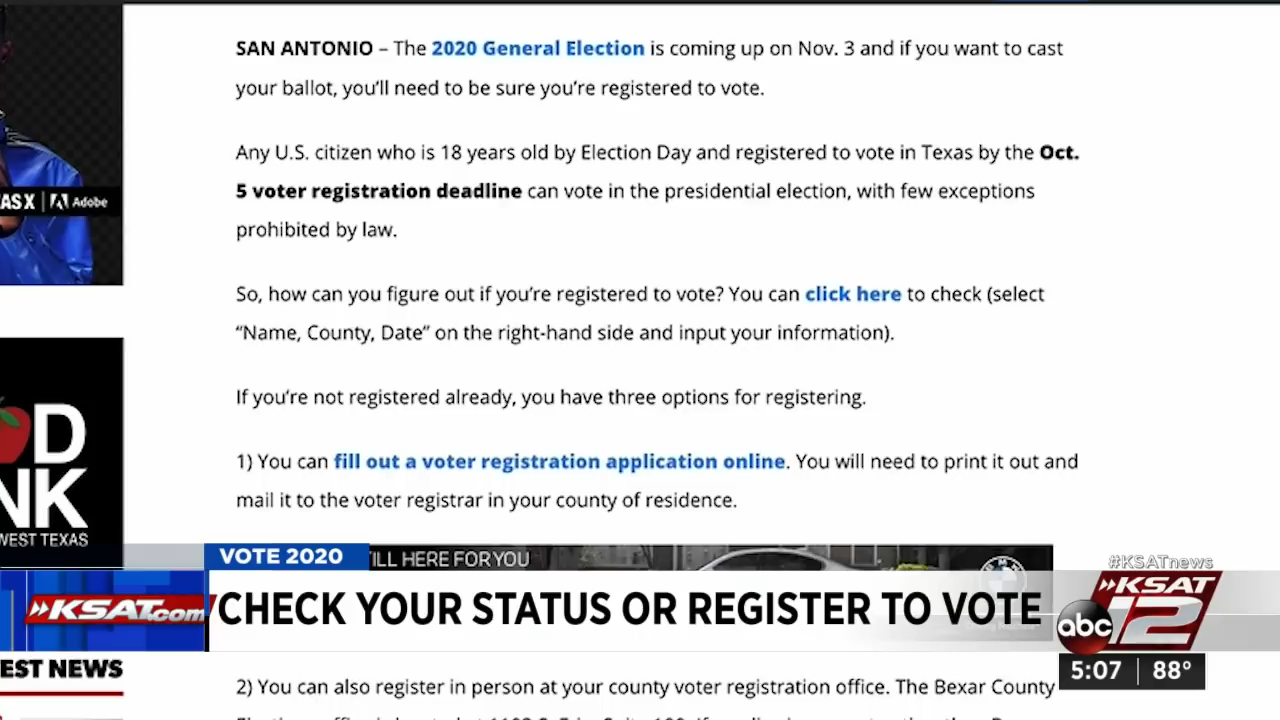 SAN ANTONIO – The 2020 General Election is coming up on Nov. 3 and if you want to cast
your ballot, you'll need to be sure you're registered to vote.
Any U.S. citizen who is 18 years old by Election Day and registered to vote in Texas by the Oct.
5 voter registration deadline can vote in the presidential election, with few exceptions
prohibited by law.
AS X | Adobe
So, how can you figure out if you're registered to vote? You can click here to check (select
“Name, County, Date” on the right-hand side and input your information).
If you're not registered already, you have three options for registering.
1) You can fill out a voter registration application online. You will need to print it out and
mail it to the voter registrar in your county of residence.
D
NK
WEST TEXAS
VOTE 2020
ILL HERE FOR YOU
#KSATnews
KSAT.com
CHECK YOUR STATUS OR REGISTER TO VOTE
abc KSAT 12
5:07 | 88°
EST NEWS
2) You can also register in person at your county voter registration office. The Bexar County